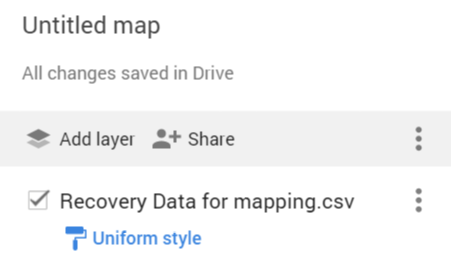 Untitled map
All changes saved in Drive
Add layer Share
Recovery Data for mapping.csv
Uniform style